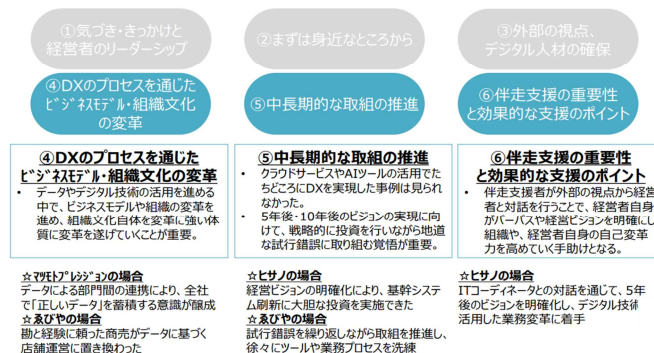 ①気づき・きっかけと
経営者のリーダーシップ
②まずは身近なところから
③外部の視点、
デジタル人材の確保
④DXのプロセスを通じた
ビジネスモデル・組織文化
の変革
⑤中長期的な取組の推進
⑥伴走支援の重要性
と効果的な支援のポイント
④DXのプロセスを通じた
ビジネスモデル・組織文化の変革
• データやデジタル技術の活用を進める
中で、ビジネスモデルや組織の変革を
進め、組織文化自体を変革に強い体
質に変革を遂げていくことが重要。
☆マツモトプレシジョンの場合
データによる部門間の連携により、全社
で「正しいデータ」を蓄積する意識が醸成
☆ゑびやの場合
勘と経験に頼った商売がデータに基づく
店舗運営に置き換わった
⑤中長期的な取組の推進
• クラウドサービスやAIツールの活用でた
ちどころにDXを実現した事例は見られ
なかった。
• 5年後・10年後のビジョンの実現に向
けて、戦略的に投資を行いながら地道
な試行錯誤に取り組む覚悟が重要。
☆ヒサノの場合
経営ビジョンの明確化により、基幹システ
ム刷新に大胆な投資を実施できた
☆ゑびやの場合
試行錯誤を繰り返しながら取組を推進し、
徐々にツールや業務プロセスを洗練
⑥伴走支援の重要性
と効果的な支援のポイント
• 伴走支援者が外部の視点から経営
者と対話を行うことで、経営者自身
がパーパスや経営ビジョンを明確にし
組織や、経営者自身の自己変革
力を高めていく手助けとなる。
☆ヒサノの場合
ITコーディネータとの対話を通じて、5年
後のビジョンを明確化し、デジタル技術
活用した業務変革に着手